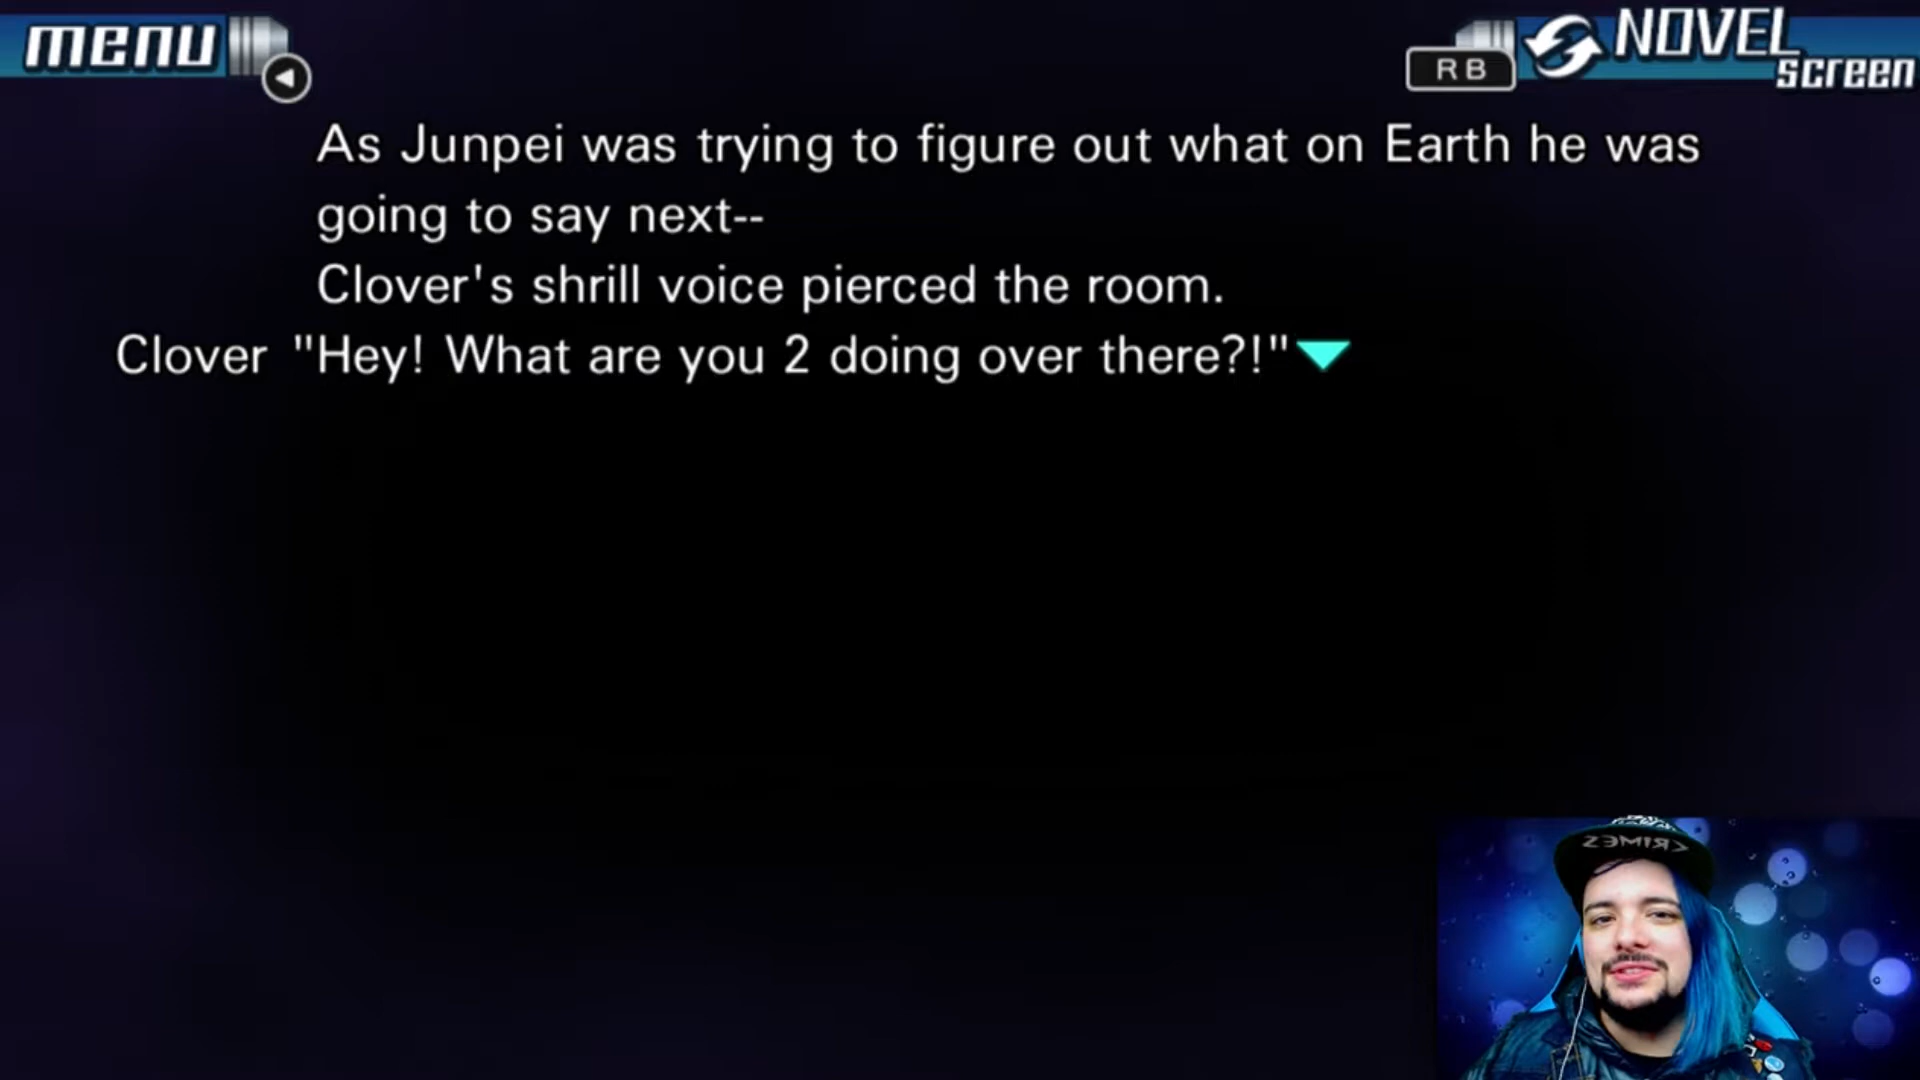 menu
RB
NOVEL
screen
As Junpei was trying to figure out what on Earth he was
going to say next--
Clover's shrill voice pierced the room.
Clover "Hey! What are you 2 doing over there?!"
CRIMES